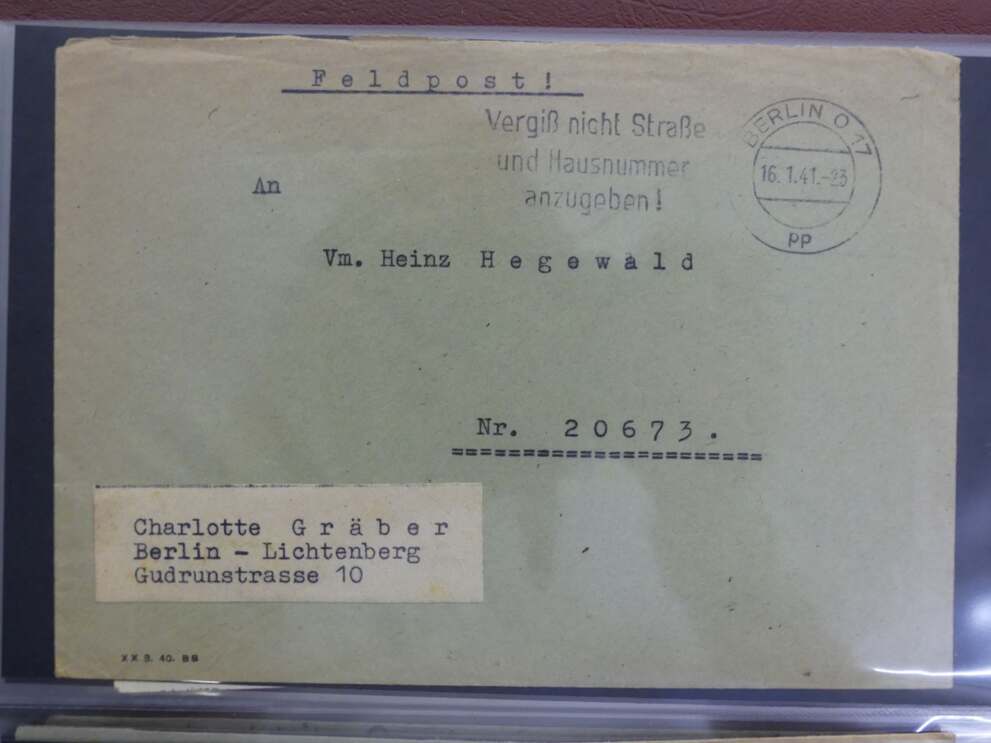 Feldpost!
Vergiß nicht Straße
und Hausnummer
anzugeben!
BERLIN O 17
16.1.41.-23
pp
An
Vm. Heinz Hegewald
Nr. 20673.
Charlotte Gräber
Berlin - Lichtenberg
Gudrunstrasse 10